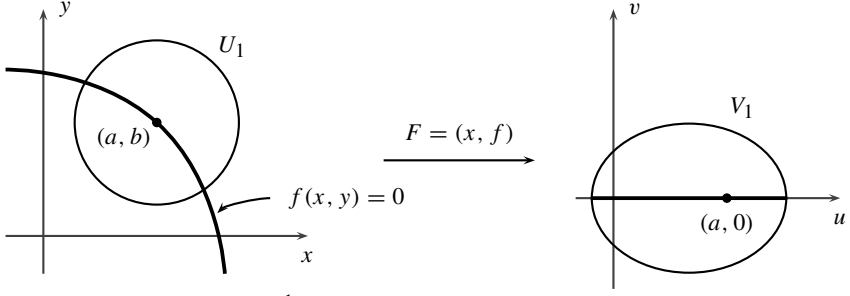 y
v
U1
V1
(a, b)
F = (x, f)
f(x, y) = 0
(a, 0)
x
u